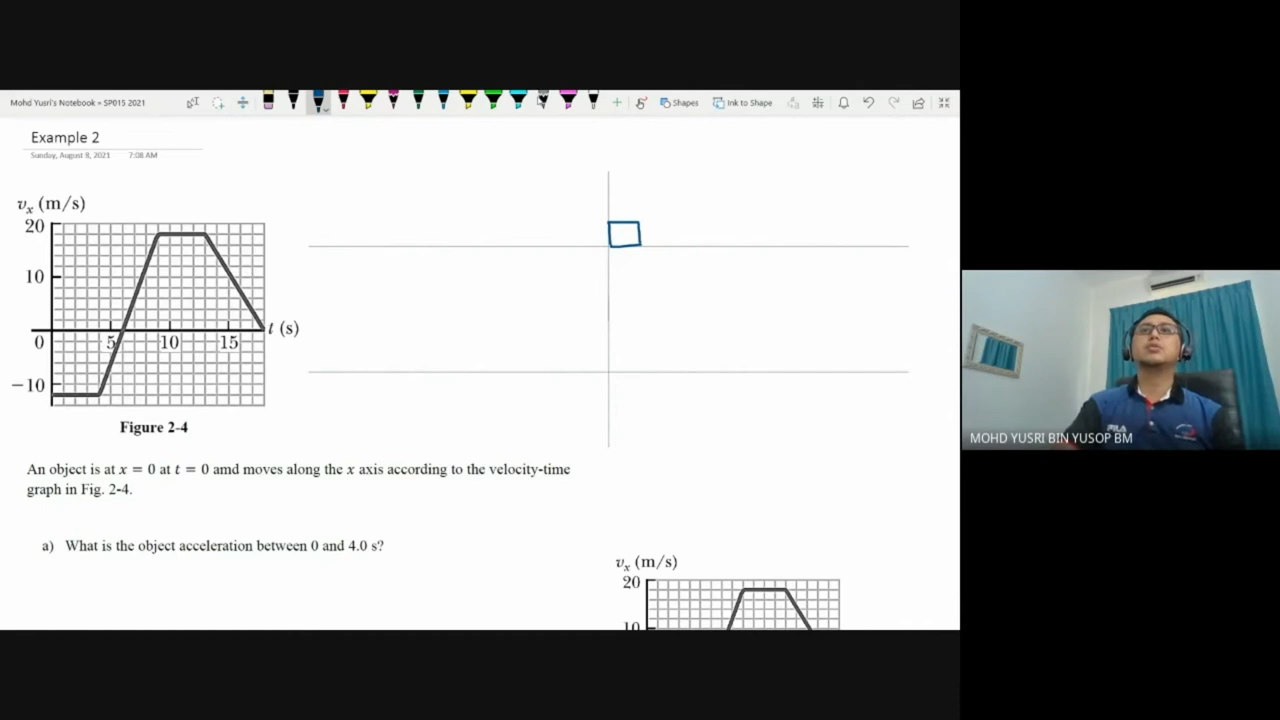 Mohd Yusri's Notebook » SP015 2021
Shapes
Ink to Shape
Example 2
Sunday, August 8, 2021 7:08 AM
vₓ (m/s)
20
10
0
5
10
15
t (s)
−10
Figure 2-4
An object is at x = 0 at t = 0 amd moves along the x axis according to the velocity-time
graph in Fig. 2-4.
a) What is the object acceleration between 0 and 4.0 s?
vₓ (m/s)
20
10
FILA
MOHD YUSRI BIN YUSOP BM